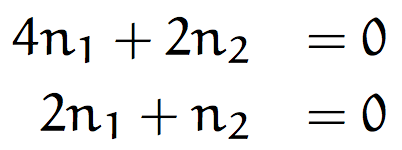 4n₁ + 2n₂ = 0
2n₁ + n₂ = 0